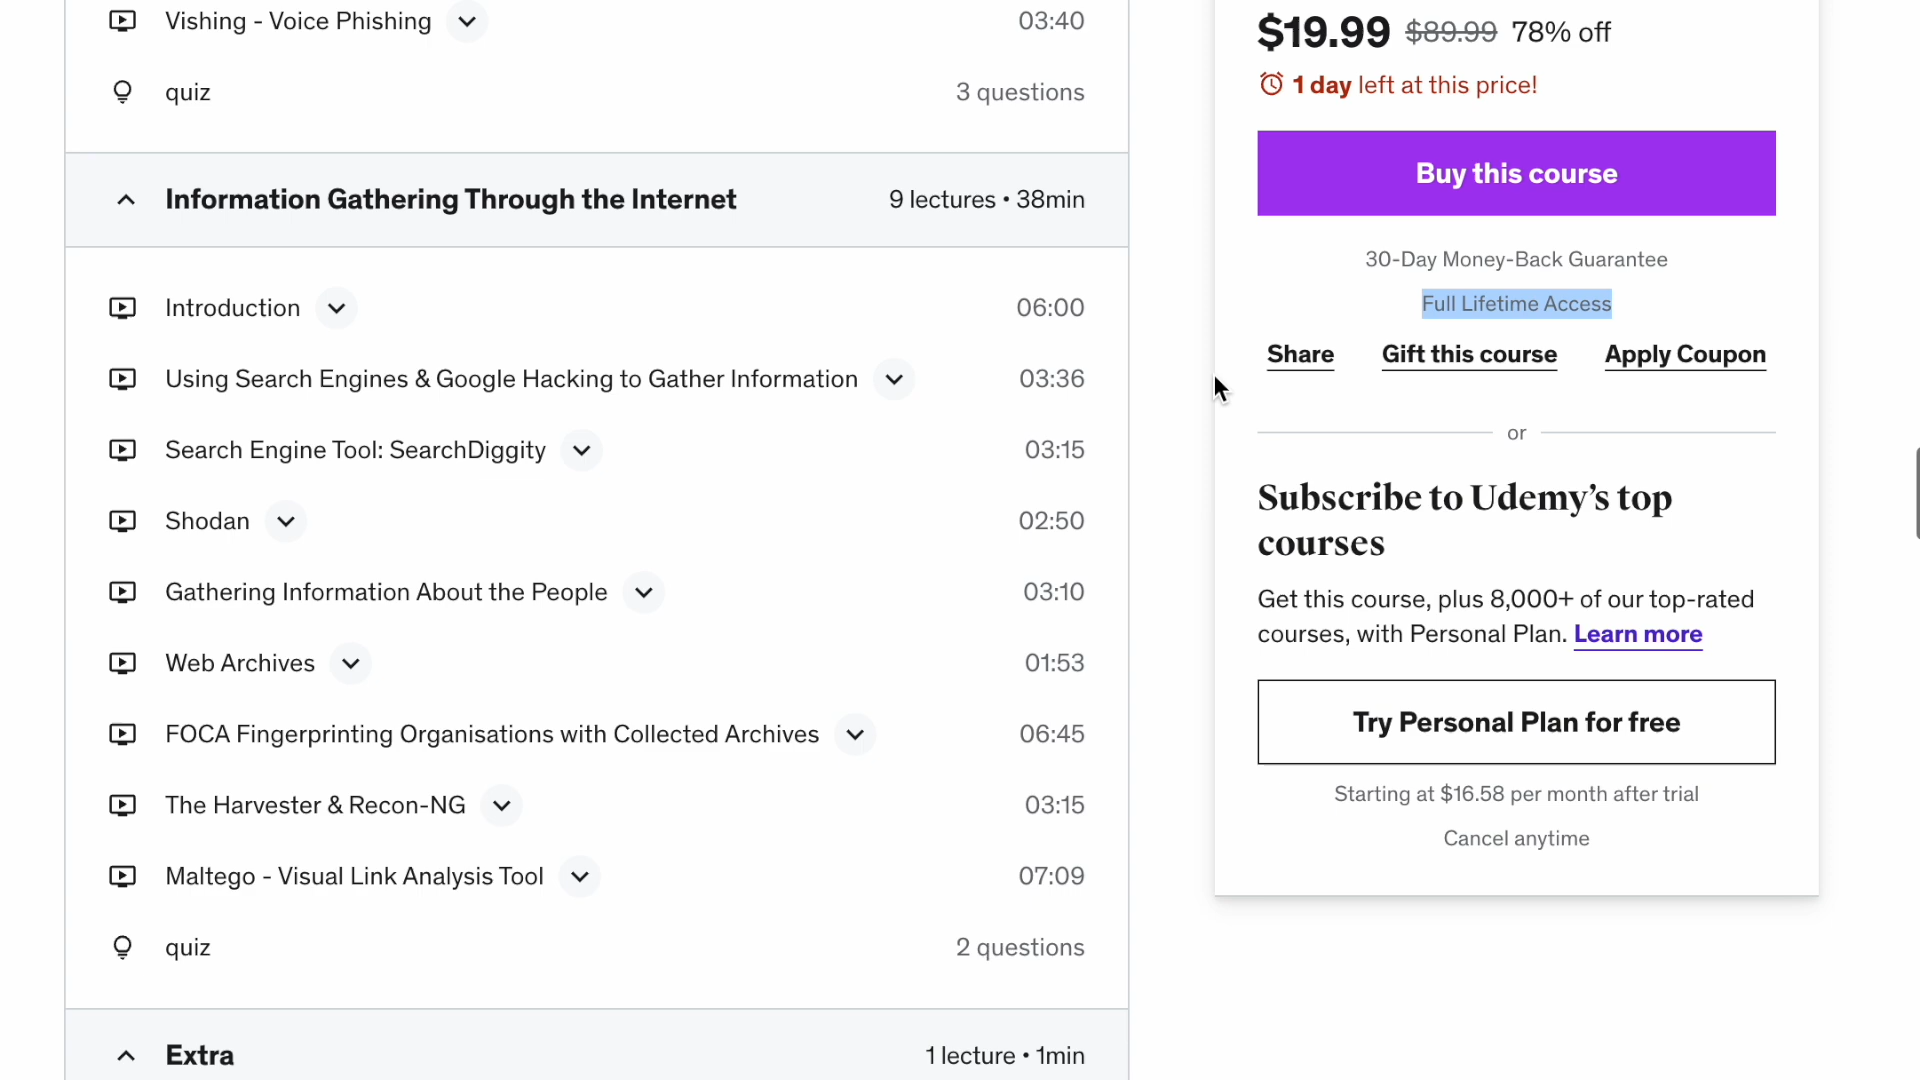 Vishing - Voice Phishing 03:40
quiz 3 questions
Information Gathering Through the Internet 9 lectures • 38min
Introduction 06:00
Using Search Engines & Google Hacking to Gather Information 03:36
Search Engine Tool: SearchDiggity 03:15
Shodan 02:50
Gathering Information About the People 03:10
Web Archives 01:53
FOCA Fingerprinting Organisations with Collected Archives 06:45
The Harvester & Recon-NG 03:15
Maltego - Visual Link Analysis Tool 07:09
quiz 2 questions
Extra 1 lecture • 1min
$19.99 $89.99 78% off
1 day left at this price!
Buy this course
30-Day Money-Back Guarantee
Full Lifetime Access
Share Gift this course Apply Coupon
or
Subscribe to Udemy’s top
courses
Get this course, plus 8,000+ of our top-rated
courses, with Personal Plan. Learn more
Try Personal Plan for free
Starting at $16.58 per month after trial
Cancel anytime